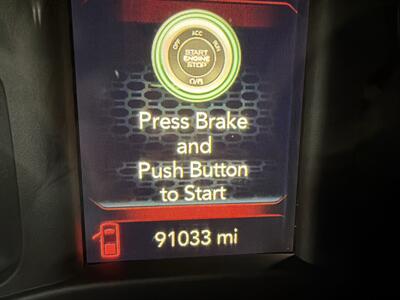 OFF ACC RUN
START
ENGINE
STOP
Press Brake
and
Push Button
to Start
91033 mi